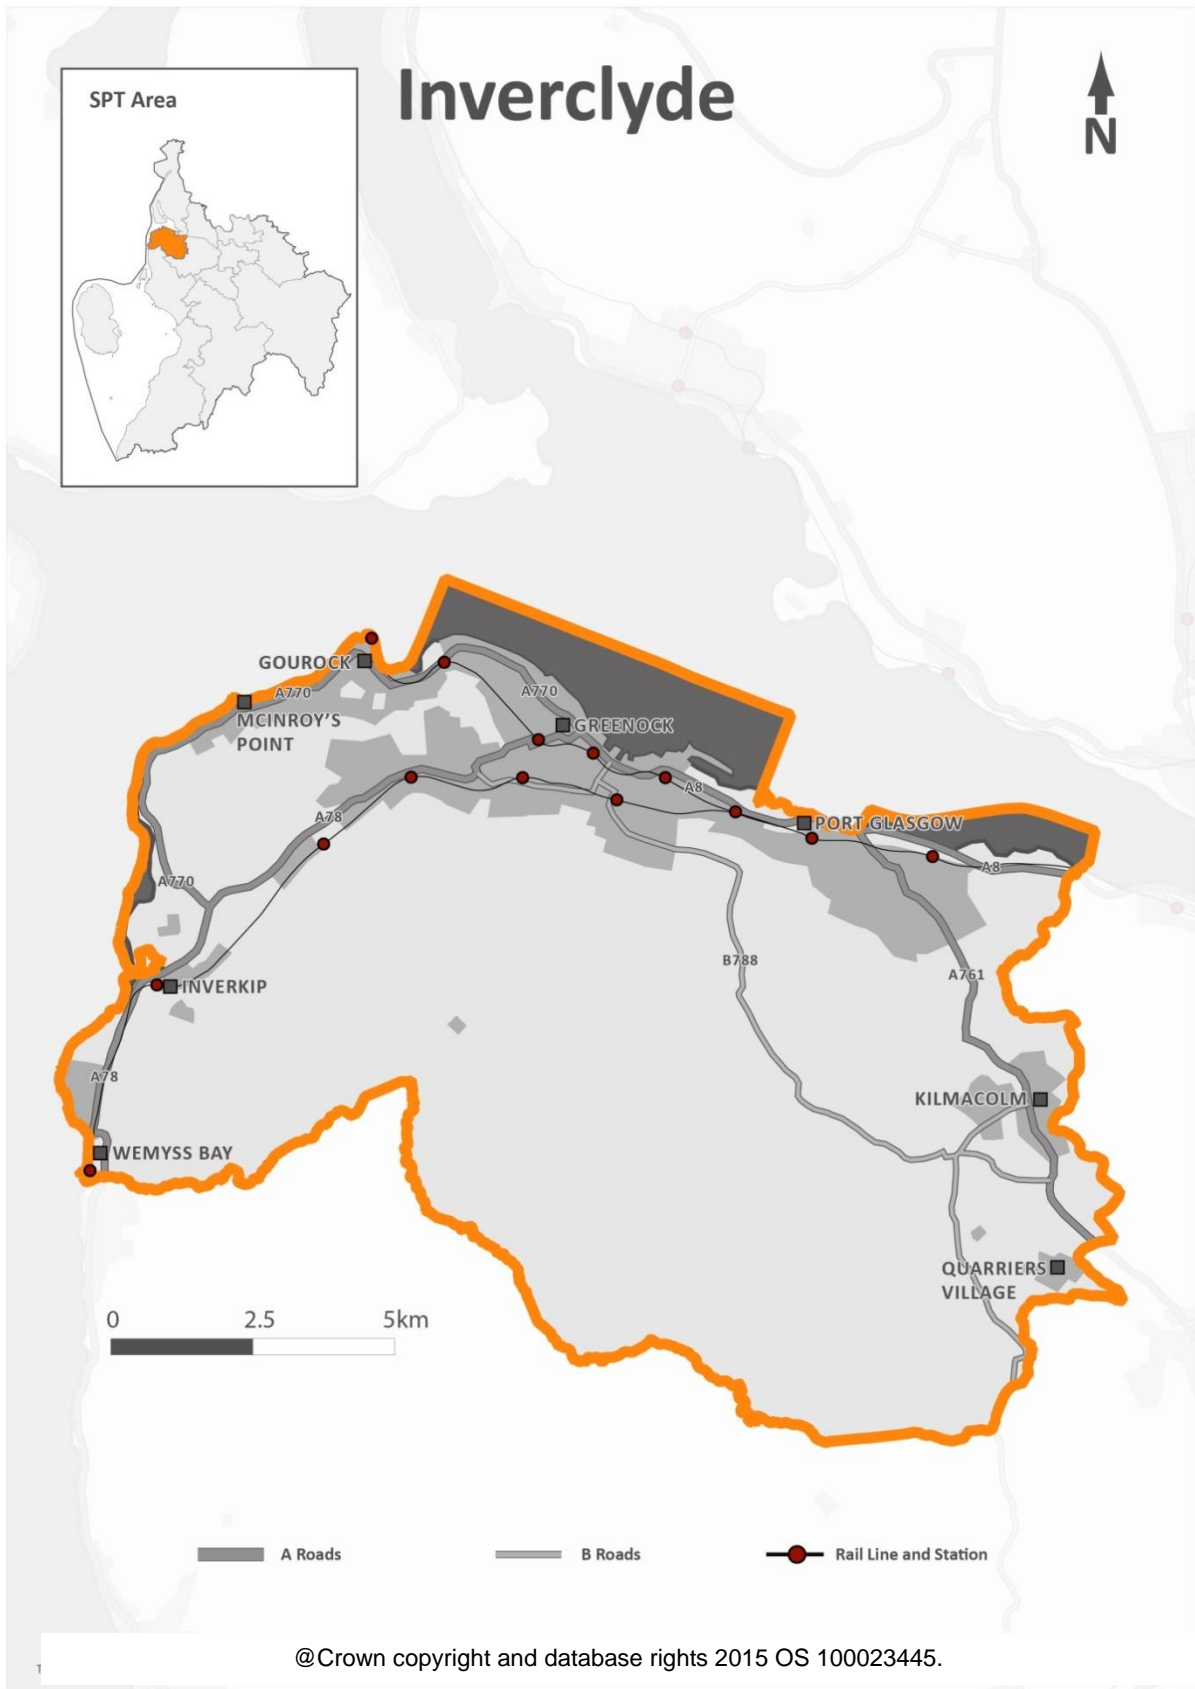 Inverclyde
SPT Area
N
GOUROCK
A770
MCINROY'S
POINT
A770
GREENOCK
A78
A8
PORT GLASGOW
A8
A770
B788
A761
INVERKIP
A78
KILMACOLM
WEMYSS BAY
QUARRIERS
VILLAGE
0 2.5 5km
A Roads
B Roads
Rail Line and Station
@Crown copyright and database rights 2015 OS 100023445.
T